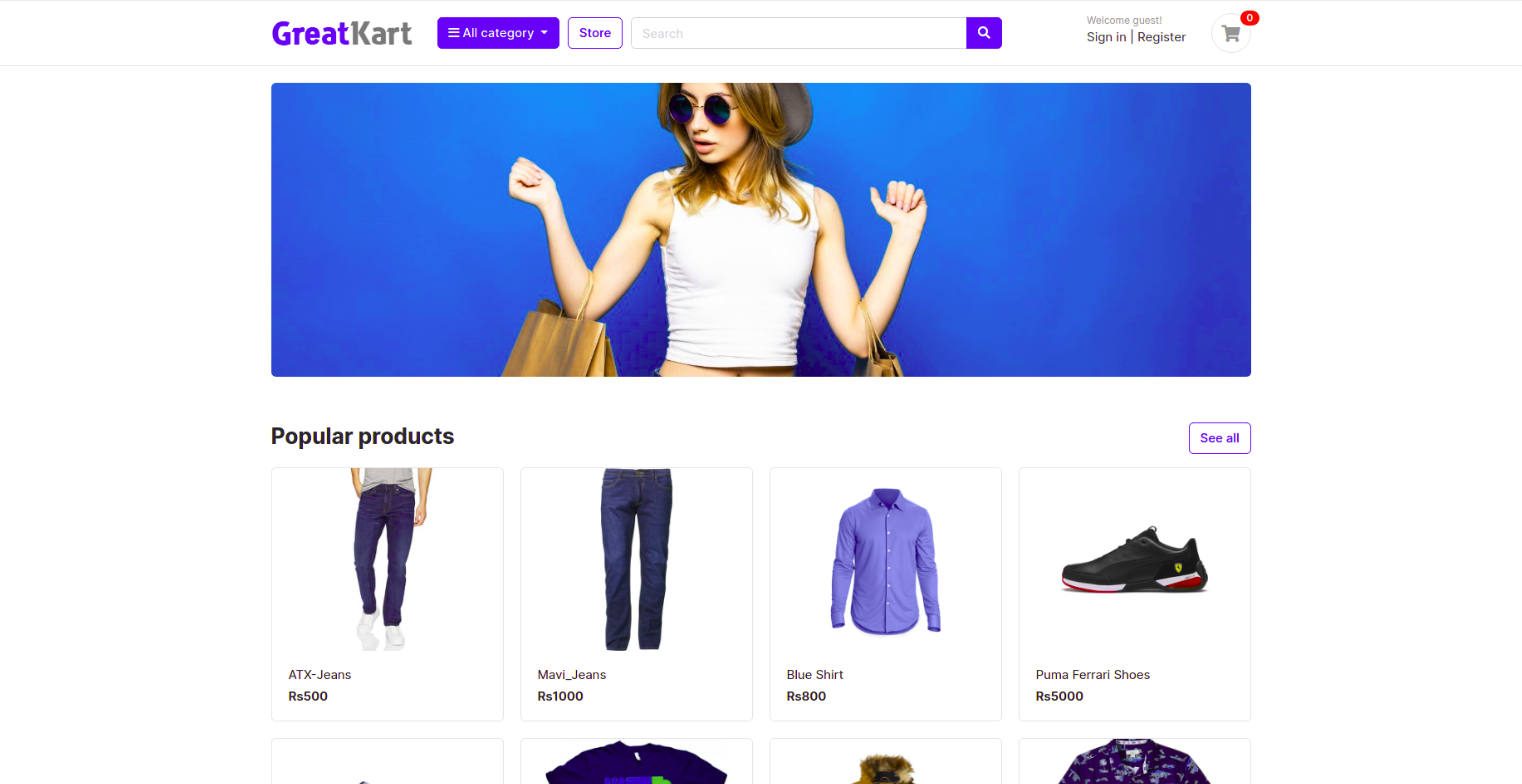 GreatKart
All category
Store
Search
Welcome guest!
Sign in | Register
0
Popular products
See all
ATX-Jeans
Rs500
Mavi_Jeans
Rs1000
Blue Shirt
Rs800
Puma Ferrari Shoes
Rs5000